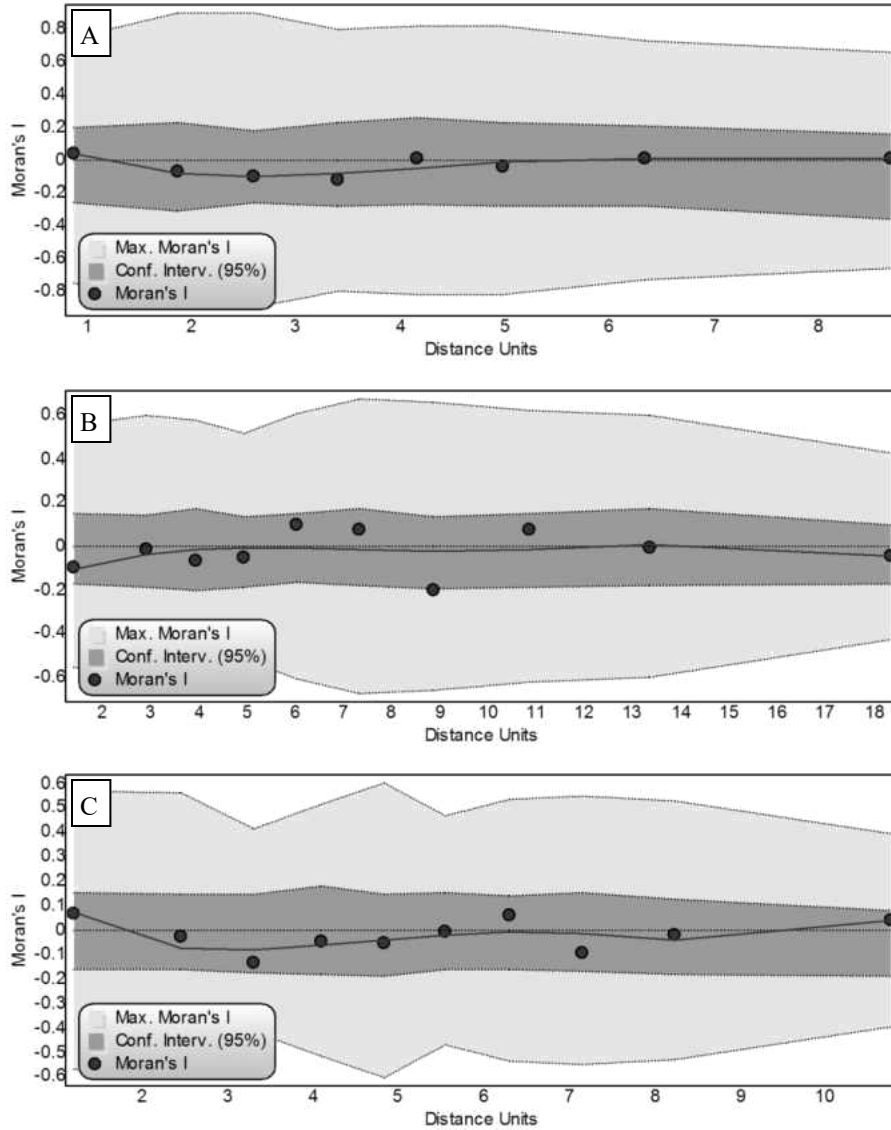 A
Moran's I
0.8
0.6
0.4
0.2
0
-0.2
-0.4
-0.6
-0.8
Max. Moran's I
Conf. Interv. (95%)
Moran's I
1 2 3 4 5 6 7 8
Distance Units
B
Moran's I
0.6
0.4
0.2
0
-0.2
-0.4
-0.6
Max. Moran's I
Conf. Interv. (95%)
Moran's I
2 3 4 5 6 7 8 9 10 11 12 13 14 15 16 17 18
Distance Units
C
Moran's I
0.6
0.5
0.4
0.3
0.2
0.1
0
-0.1
-0.2
-0.3
-0.4
-0.5
-0.6
Max. Moran's I
Conf. Interv. (95%)
Moran's I
2 3 4 5 6 7 8 9 10
Distance Units